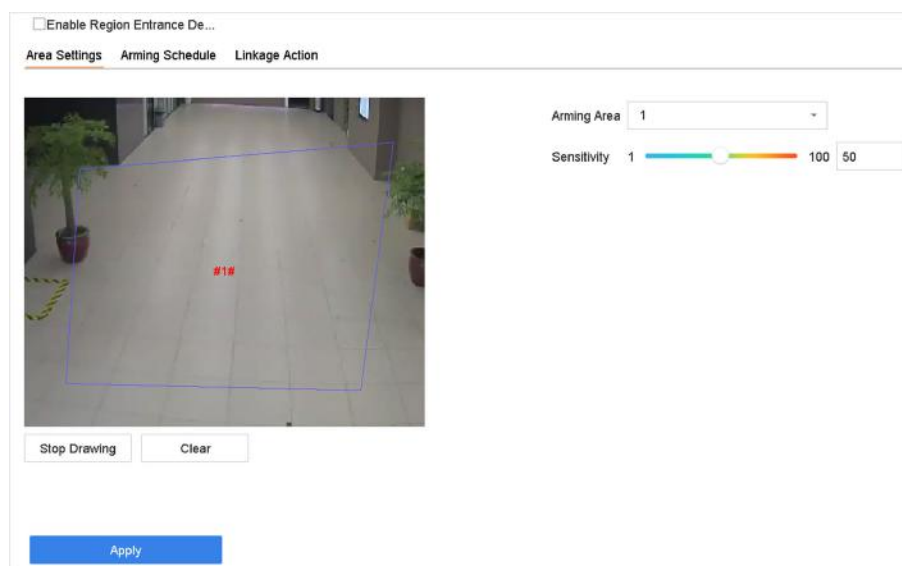 Enable Region Entrance De...
Area Settings Arming Schedule Linkage Action
Arming Area 1
Sensitivity 1 100 50
#1#
Stop Drawing Clear
Apply